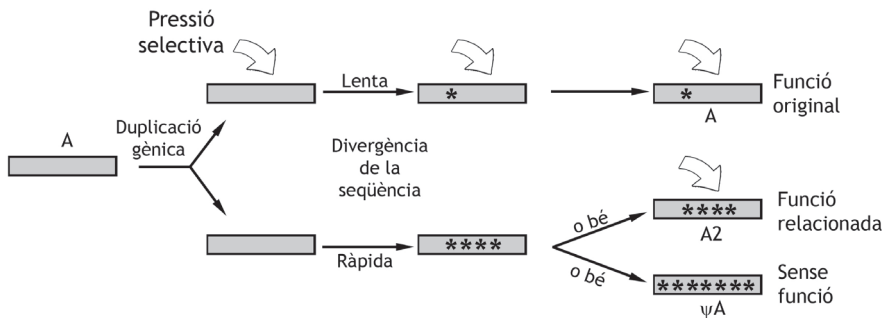 Pressió
selectiva
Lenta
*
*
Funció
original
A
A
Duplicació
gènica
Divergència
de la
seqüència
Ràpida
****
o bé
o bé
****
A2
Funció
relacionada
*******
ψA
Sense
funció